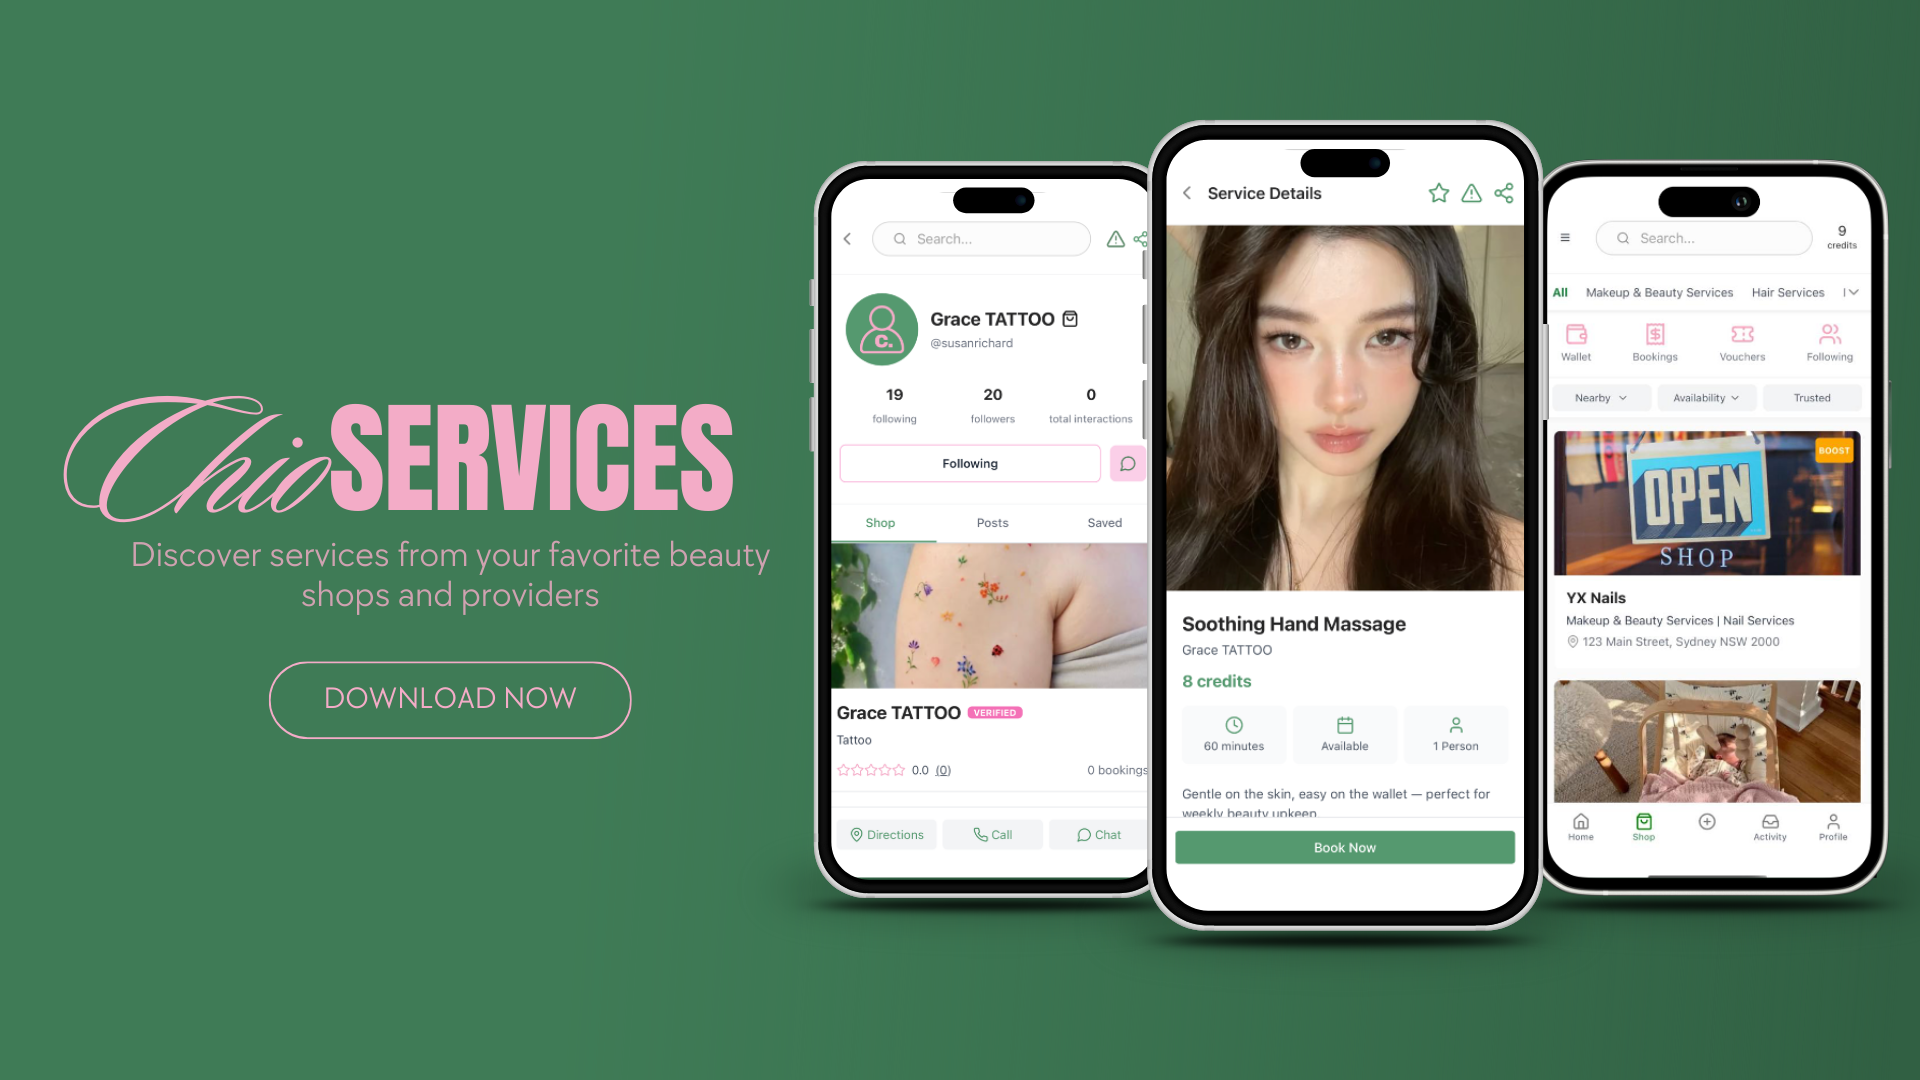 Chio SERVICES
Discover services from your favorite beauty
shops and providers
DOWNLOAD NOW
Search...
Grace TATTOO
@susanrichard
19 20 0
following followers total interactions
Following
Shop Posts Saved
Grace TATTOO VERIFIED
Tattoo
0.0 (0) 0 bookings
Directions Call Chat
C.
Service Details
Soothing Hand Massage
Grace TATTOO
8 credits
60 minutes Available 1 Person
Gentle on the skin, easy on the wallet — perfect for
weekly beauty upkeep
Book Now
Search...
9
credits
All Makeup & Beauty Services Hair Services
Wallet Bookings Vouchers Following
Nearby Availability Trusted
BOOST
OPEN
SHOP
YX Nails
Makeup & Beauty Services | Nail Services
123 Main Street, Sydney NSW 2000
Home Shop Activity Profile